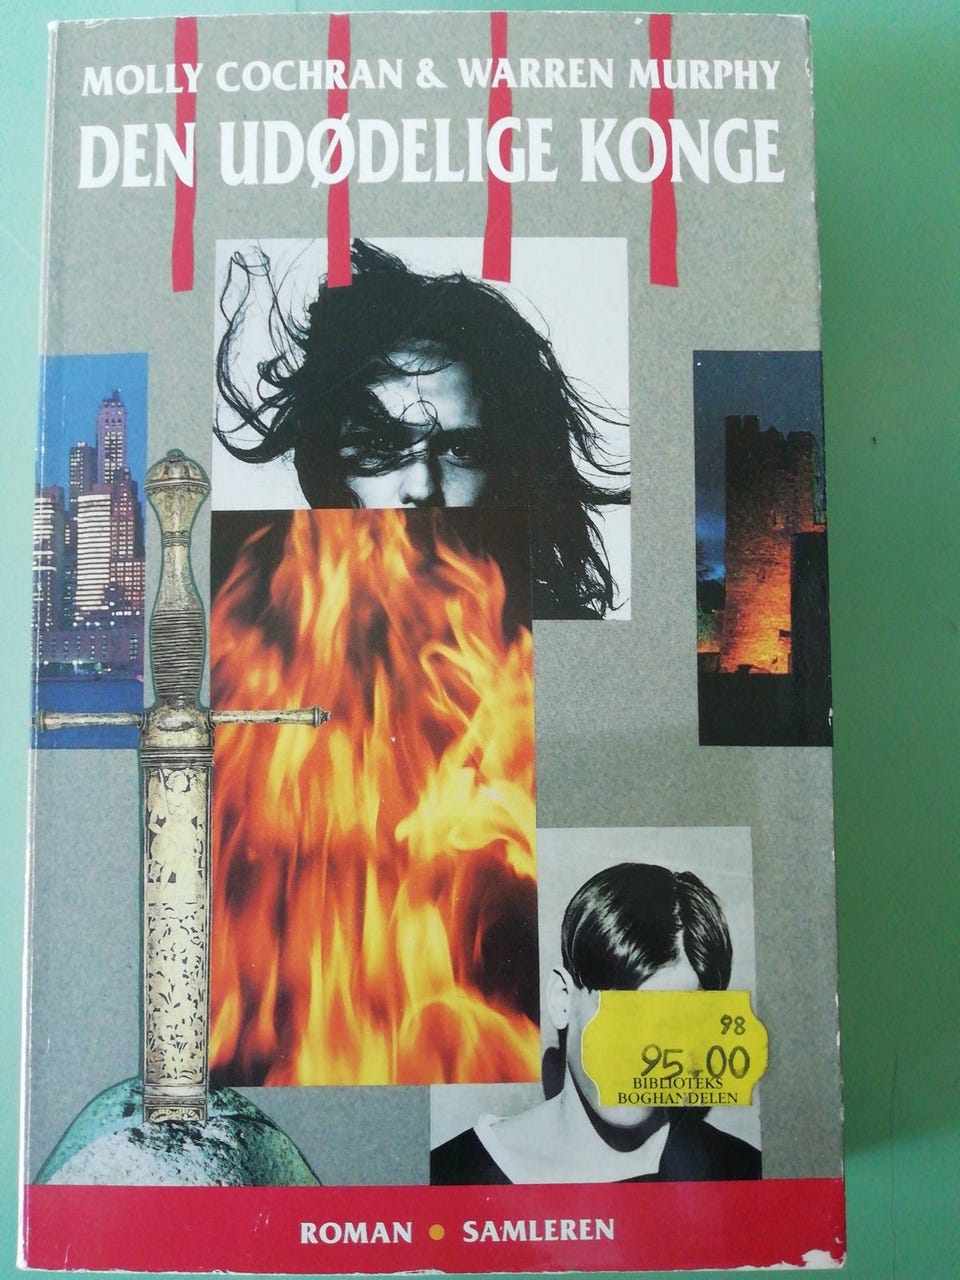 MOLLY COCHRAN & WARREN MURPHY
DEN UDØDELIGE KONGE
98
95.00
BIBLIOTEKS
BOGHANDELEN
ROMAN • SAMLEREN